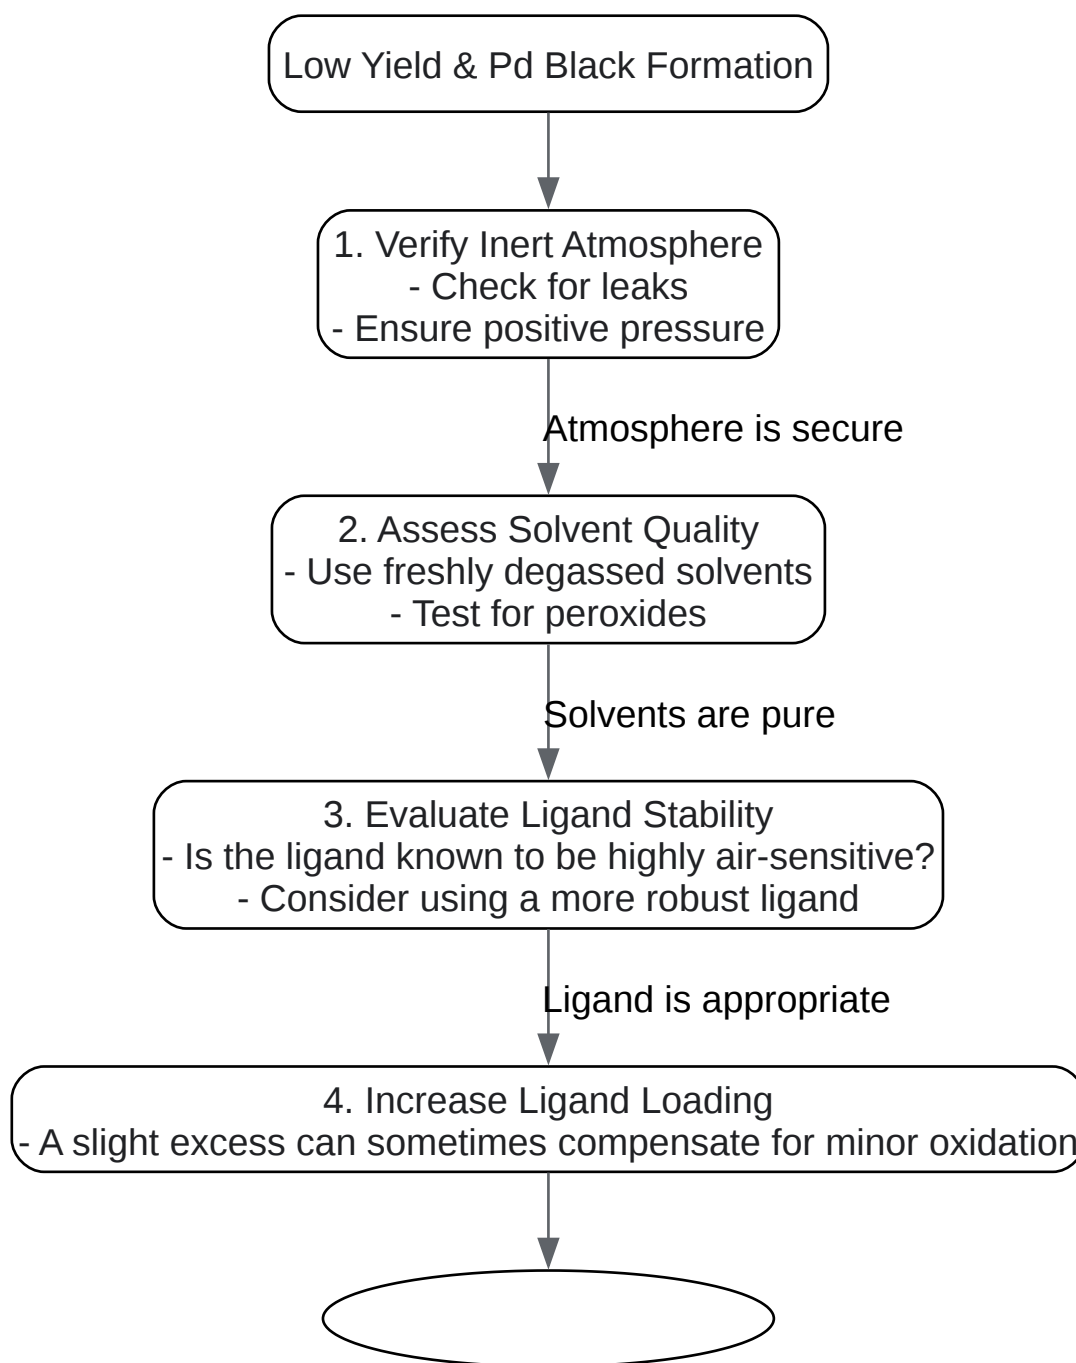 Low Yield & Pd Black Formation
1. Verify Inert Atmosphere
- Check for leaks
- Ensure positive pressure
Atmosphere is secure
2. Assess Solvent Quality
- Use freshly degassed solvents
- Test for peroxides
Solvents are pure
3. Evaluate Ligand Stability
- Is the ligand known to be highly air-sensitive?
- Consider using a more robust ligand
Ligand is appropriate
4. Increase Ligand Loading
- A slight excess can sometimes compensate for minor oxidation